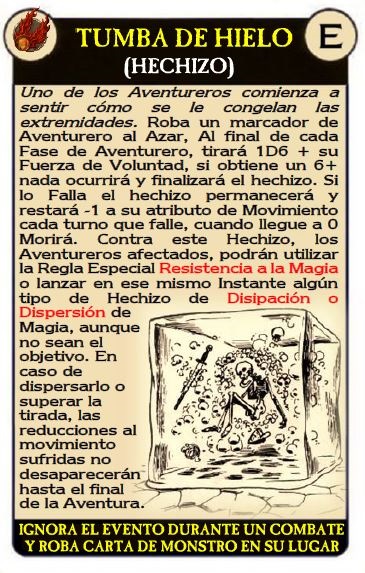 TUMBA DE HIELO
E
(HECHIZO)
Uno de los Aventureros comienza a
sentir cómo se le congelan las
extremidades. Roba un marcador de
Aventurero al Azar, Al final de cada
Fase de Aventurero, tirará 1D6 + su
Fuerza de Voluntad, si obtiene un 6+
nada ocurrirá y finalizará el hechizo. Si
lo Falla el hechizo permanecerá y
restará -1 a su atributo de Movimiento
cada turno que falle, cuando llegue a 0
Morirá. Contra este Hechizo, los
Aventureros afectados, podrán utilizar
la Regla Especial Resistencia a la Magia
o lanzar en ese mismo Instante algún
tipo de Hechizo de Disipación o
Dispersión de
Magia, aunque
no sean el
objetivo. En
caso de
dispersarlo o
superar la
tirada, las
reducciones al
movimiento
sufridas no
desaparecerán
hasta el final
de la Aventura.
IGNORA EL EVENTO DURANTE UN COMBATE
Y ROBA CARTA DE MONSTRO EN SU LUGAR